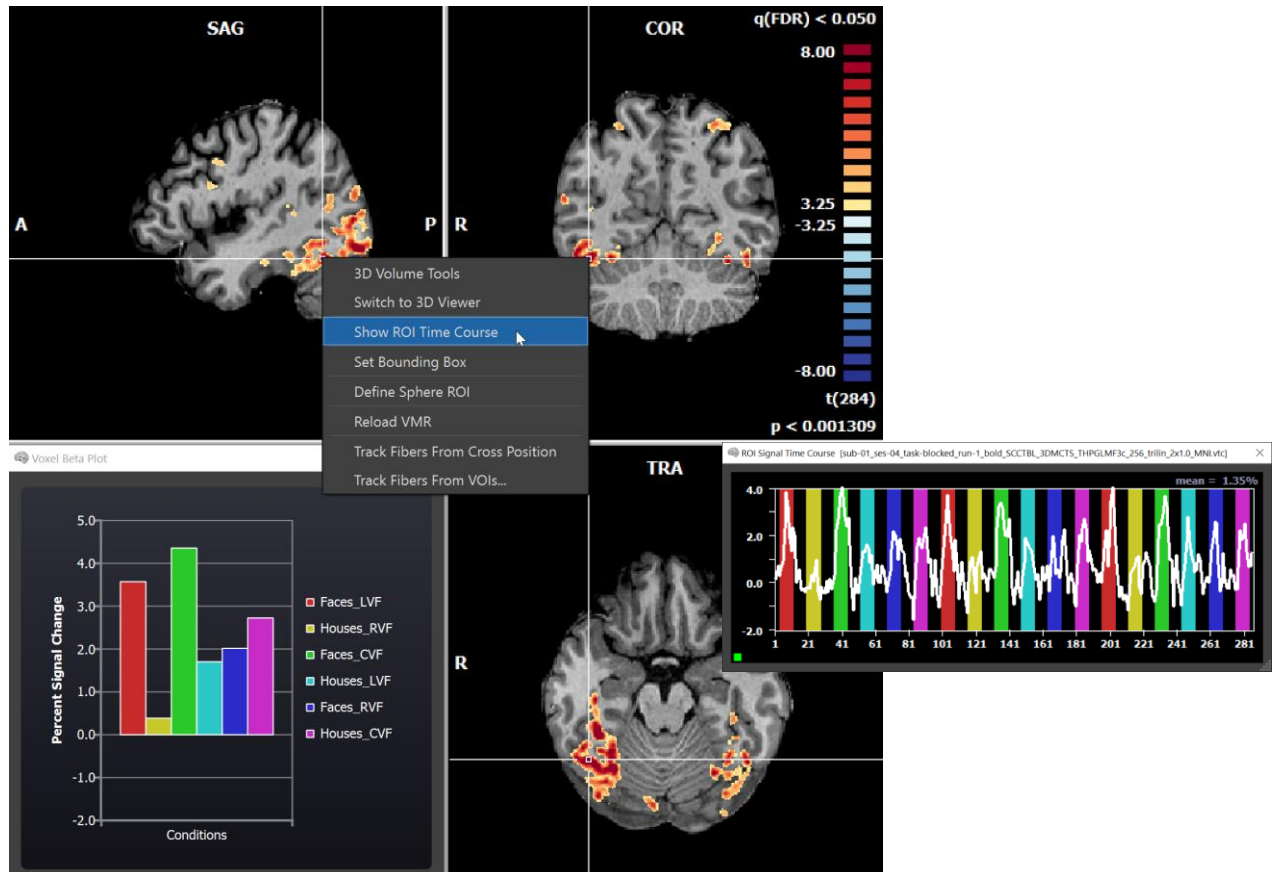 SAG
COR
q(FDR) < 0.050
8.00
A
P
R
3.25
-3.25
-8.00
t(284)
p < 0.001309
3D Volume Tools
Switch to 3D Viewer
Show ROI Time Course
Set Bounding Box
Define Sphere ROI
Reload VMR
Track Fibers From Cross Position
Track Fibers From VOIs...
Voxel Beta Plot
5.0
4.0
3.0
2.0
1.0
0.0
-1.0
-2.0
Percent Signal Change
Conditions
Faces_LVF
Houses_RVF
Faces_CVF
Houses_LVF
Faces_RVF
Houses_CVF
TRA
R
ROI Signal Time Course [sub-01_ses-04_task-blocked_run-1_bold_SCCTBL_3DMCTS_THPGLMF3c_256_trilin_2x1.0_MNI.vtc]
mean = 1.35%
4.0
2.0
0.0
-2.0
1 21 41 61 81 101 121 141 161 181 201 221 241 261 281